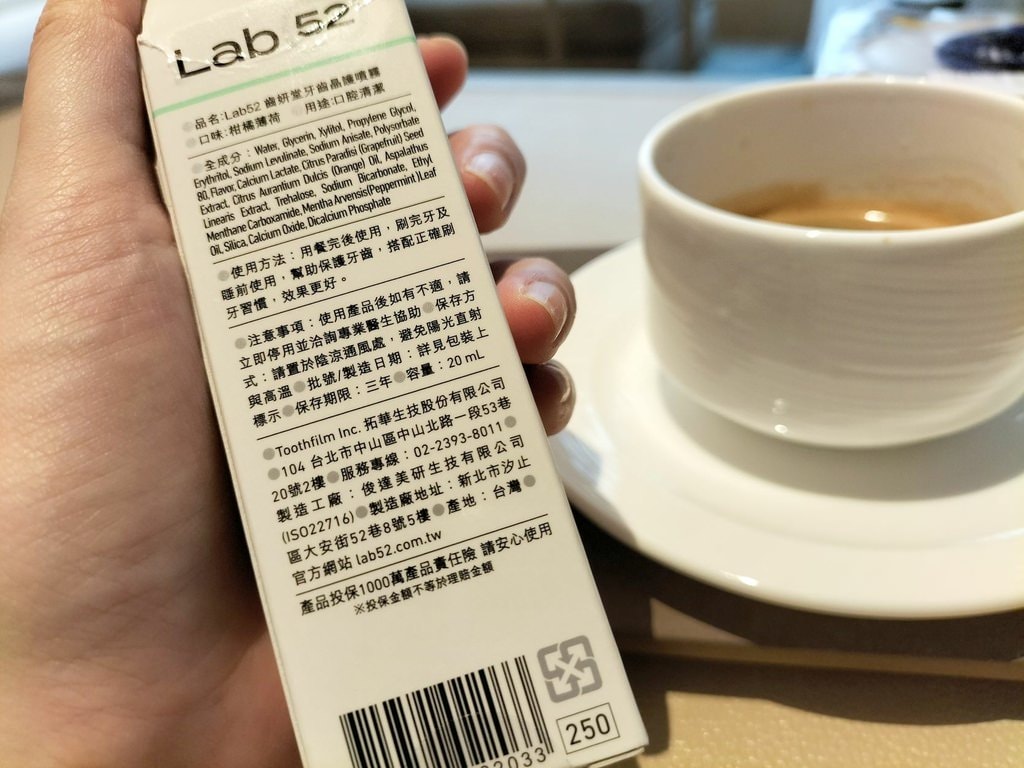 Lab 52
品名:Lab52 齒研堂牙齒晶護噴霧
口味:柑橘薄荷 用途:口腔清潔
全成分:Water, Glycerin, Xylitol, Propylene Glycol,
Erythritol, Sodium Levulinate, Sodium Anisate, Polysorbate
80, Flavor, Calcium Lactate, Citrus Paradisi (Grapefruit) Seed
Extract, Citrus Aurantium Dulcis (Orange) Oil, Aspalathus
Linearis Extract, Trehalose, Sodium Bicarbonate, Ethyl
Menthane Carboxamide, Mentha Arvensis(Peppermint)Leaf
Oil, Silica, Calcium Oxide, Dicalcium Phosphate
使用方法:用餐完後使用,刷完牙及
睡前使用,幫助保護牙齒,搭配正確刷
牙習慣,效果更好。
注意事項:使用產品後如有不適,請
立即停用並洽詢專業醫生協助 保存方
式:請置於陰涼通風處,避免陽光直射
與高溫 批號/製造日期:詳見包裝上
標示 保存期限:三年 容量:20 mL
Toothfilm Inc. 拓華生技股份有限公司
104 台北市中山區中山北路一段53巷
20號2樓 服務專線:02-2393-8011
製造工廠:俊達美研生技有限公司
(ISO22716) 製造廠地址:新北市汐止
區大安街52巷8號5樓 產地:台灣
官方網站 lab52.com.tw
產品投保1000萬產品責任險 請安心使用
※投保金額不等於理賠金額
250